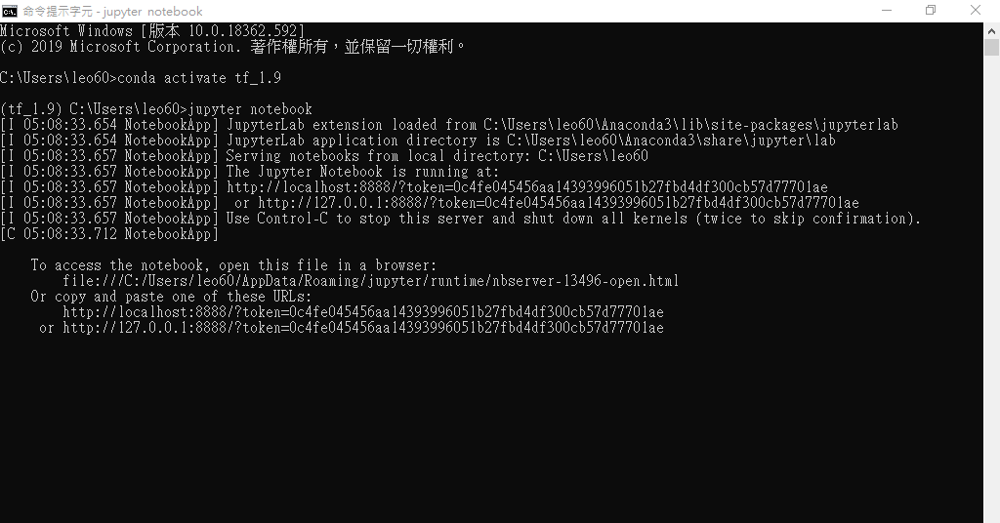 命令提示字元 - jupyter notebook
Microsoft Windows [版本 10.0.18362.592]
(c) 2019 Microsoft Corporation. 著作權所有，並保留一切權利。
C:\Users\leo60>conda activate tf_1.9
(tf_1.9) C:\Users\leo60>jupyter notebook
[I 05:08:33.654 NotebookApp] JupyterLab extension loaded from C:\Users\leo60\Anaconda3\lib\site-packages\jupyterlab
[I 05:08:33.654 NotebookApp] JupyterLab application directory is C:\Users\leo60\Anaconda3\share\jupyter\lab
[I 05:08:33.657 NotebookApp] Serving notebooks from local directory: C:\Users\leo60
[I 05:08:33.657 NotebookApp] The Jupyter Notebook is running at:
[I 05:08:33.657 NotebookApp] http://localhost:8888/?token=0c4fe045456aa14393996051b27fbd4df300cb57d77701ae
[I 05:08:33.657 NotebookApp]  or http://127.0.0.1:8888/?token=0c4fe045456aa14393996051b27fbd4df300cb57d77701ae
[I 05:08:33.657 NotebookApp] Use Control-C to stop this server and shut down all kernels (twice to skip confirmation).
[C 05:08:33.712 NotebookApp]
To access the notebook, open this file in a browser:
file:///C:/Users/leo60/AppData/Roaming/jupyter/runtime/nbserver-13496-open.html
Or copy and paste one of these URLs:
http://localhost:8888/?token=0c4fe045456aa14393996051b27fbd4df300cb57d77701ae
or http://127.0.0.1:8888/?token=0c4fe045456aa14393996051b27fbd4df300cb57d77701ae